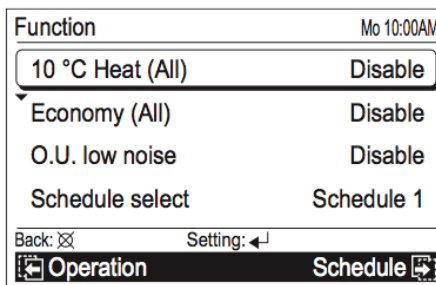 Function Mo 10:00AM
10 °C Heat (All) Disable
Economy (All) Disable
O.U. low noise Disable
Schedule select Schedule 1
Back: Setting:
Operation Schedule